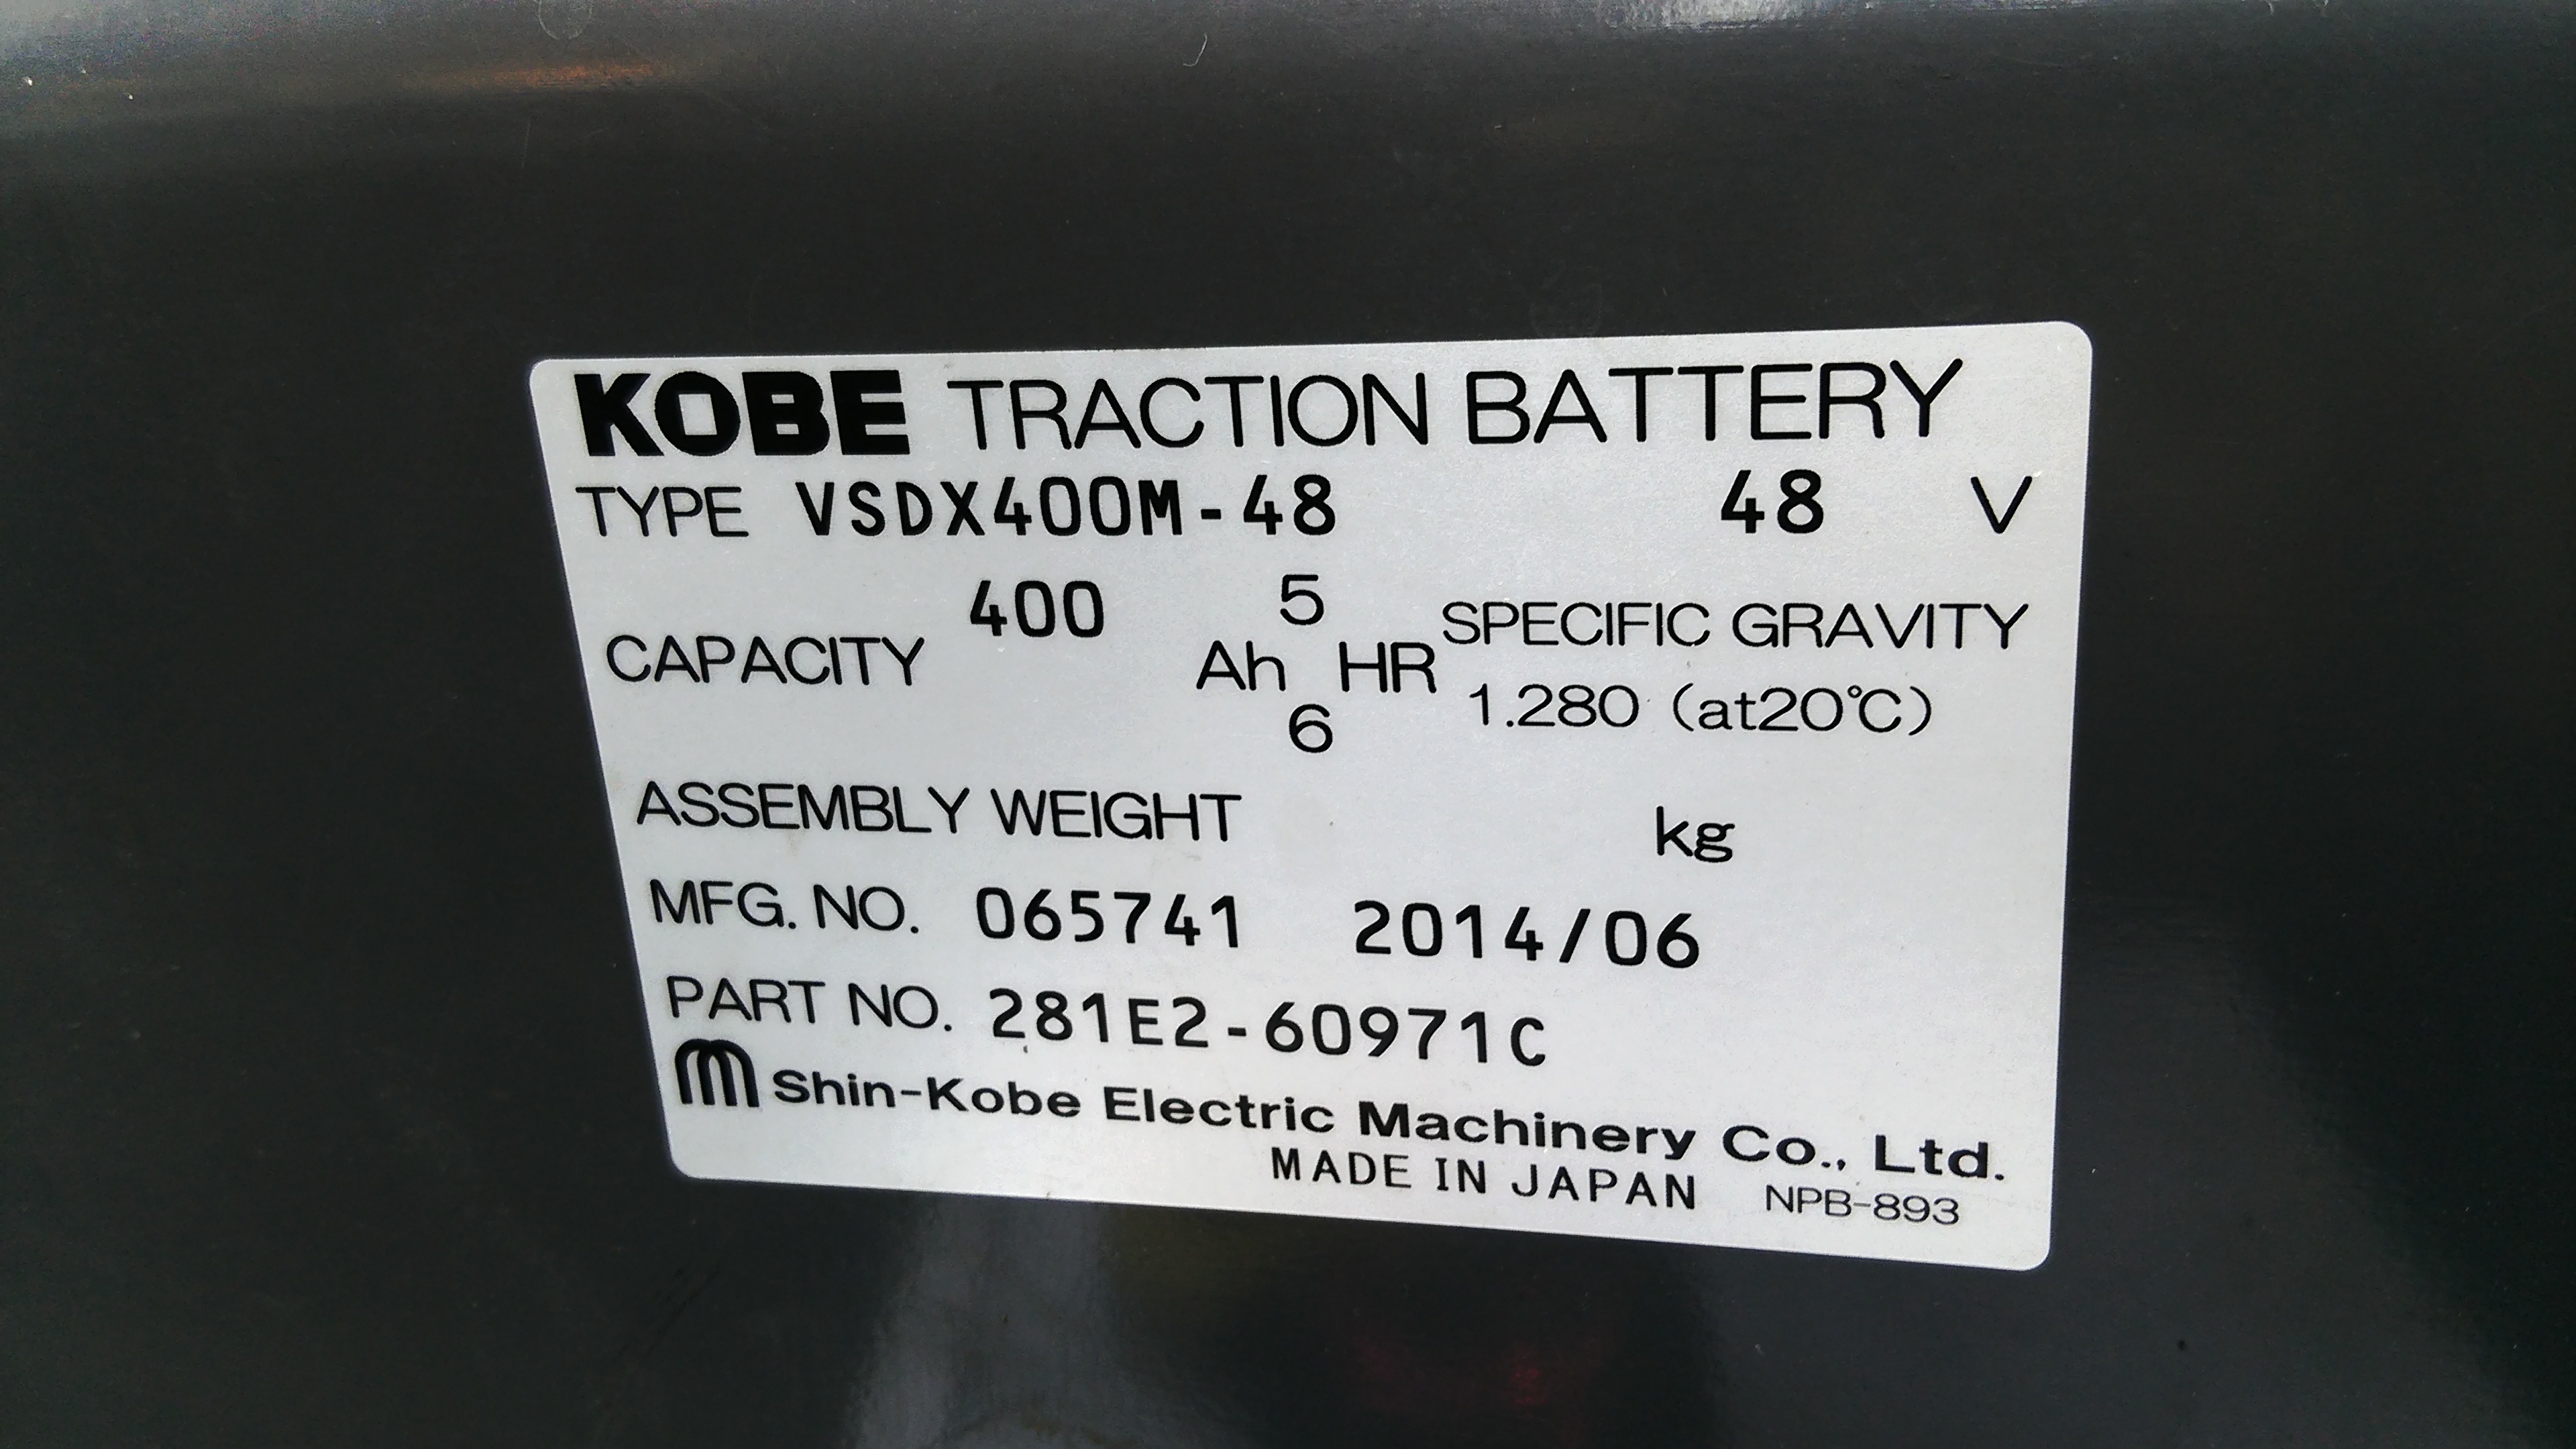 KOBE TRACTION BATTERY
TYPE VSDX400M-48 48 V
CAPACITY 400 Ah 5 HR
6
SPECIFIC GRAVITY
1.280 (at20℃)
ASSEMBLY WEIGHT kg
MFG. NO. 065741 2014/06
PART NO. 281E2-60971C
Shin-Kobe Electric Machinery Co., Ltd.
MADE IN JAPAN NPB-893